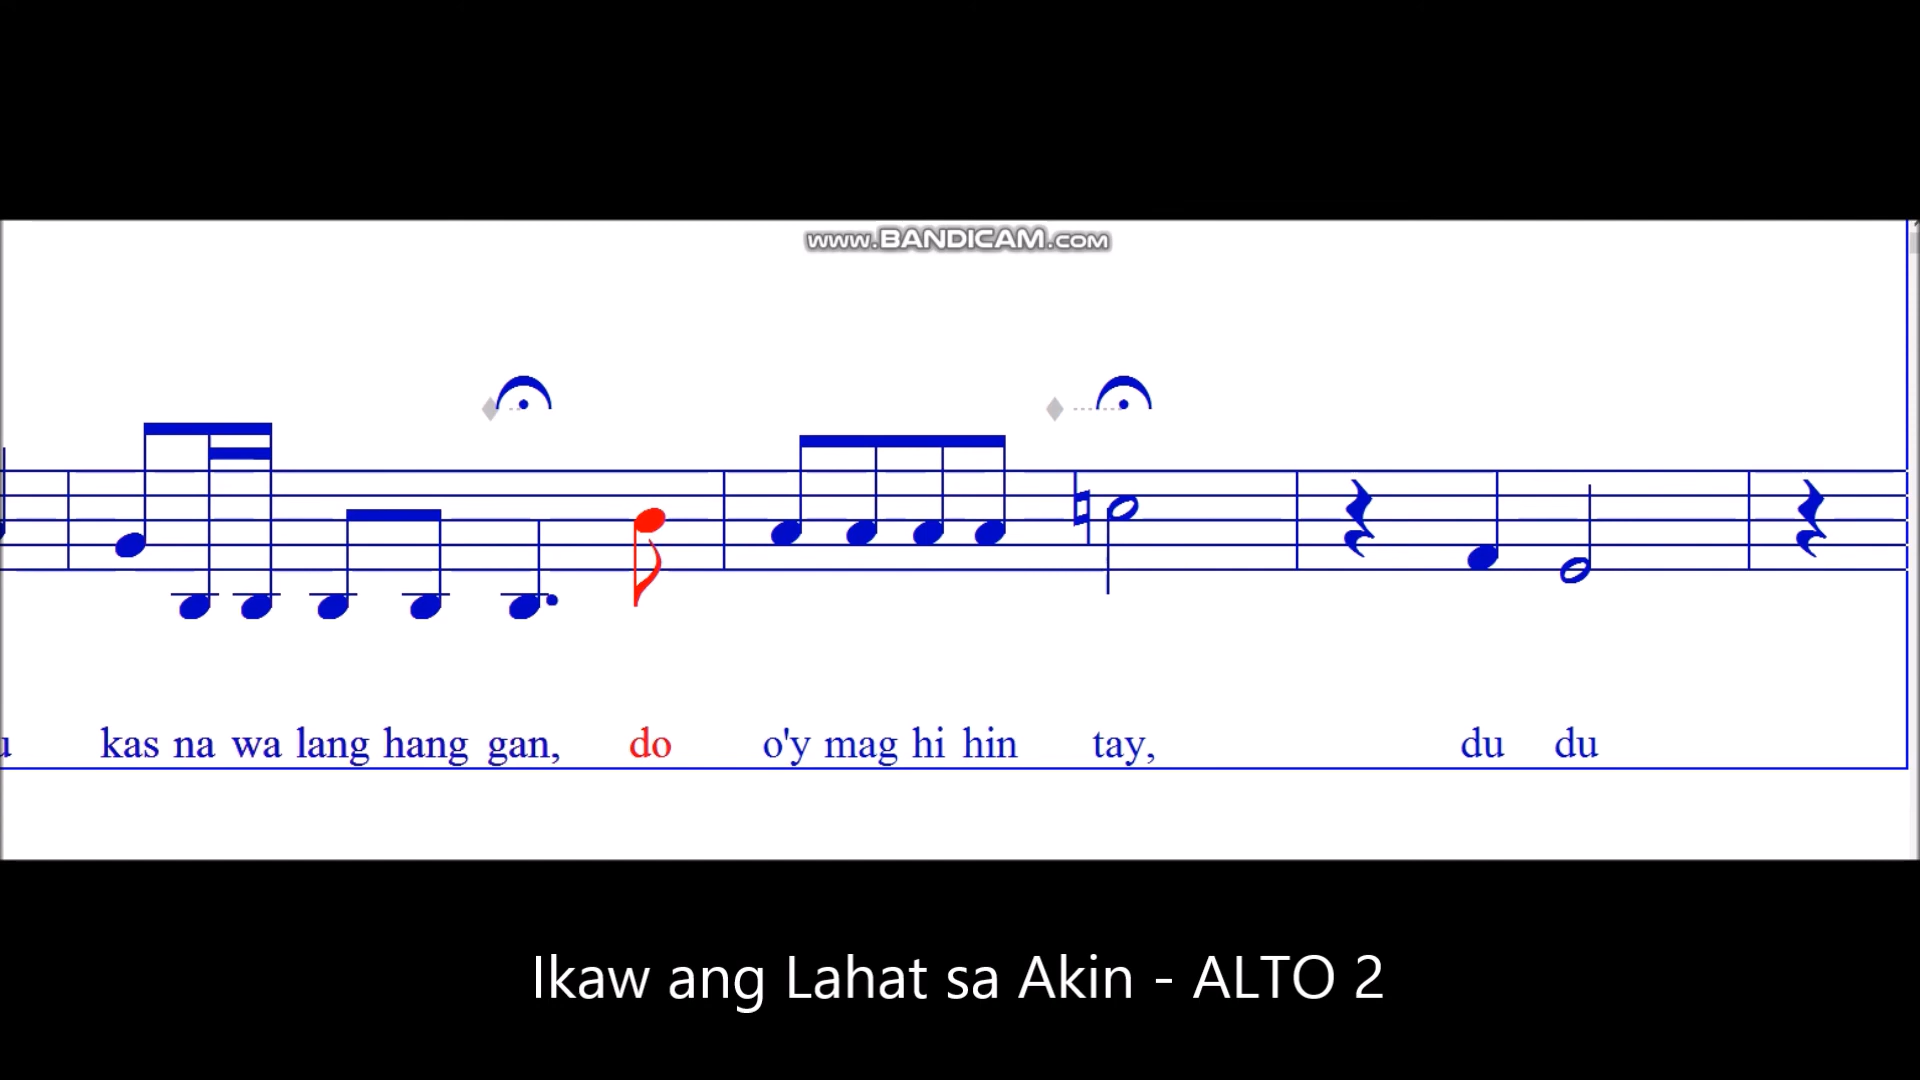 www.BANDICAM.com
kas na wa lang hang gan, do o'y mag hi hin tay, du du
Ikaw ang Lahat sa Akin - ALTO 2